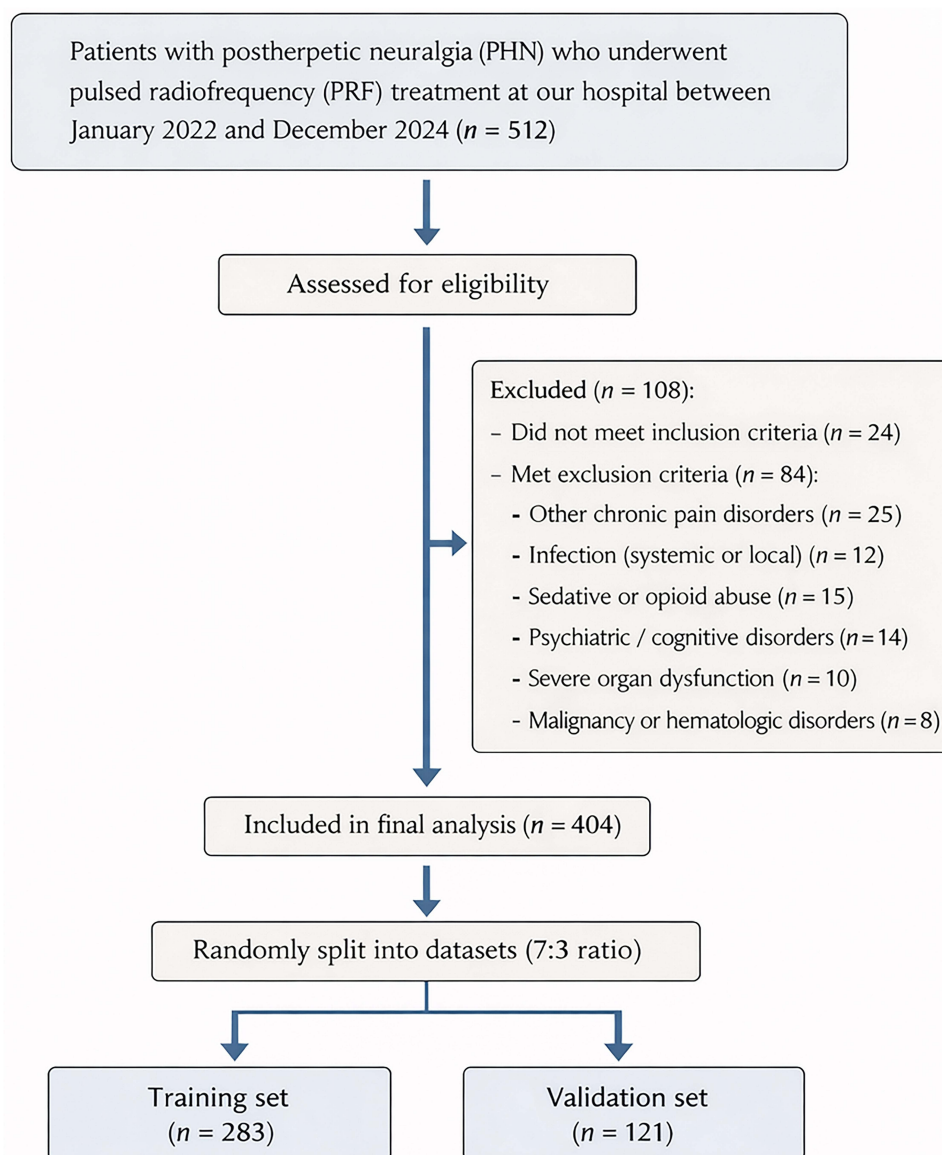 Patients with postherpetic neuralgia (PHN) who underwent
pulsed radiofrequency (PRF) treatment at our hospital between
January 2022 and December 2024 (n = 512)
Assessed for eligibility
Excluded (n = 108):
– Did not meet inclusion criteria (n = 24)
– Met exclusion criteria (n = 84):
- Other chronic pain disorders (n = 25)
- Infection (systemic or local) (n = 12)
- Sedative or opioid abuse (n = 15)
- Psychiatric / cognitive disorders (n = 14)
- Severe organ dysfunction (n = 10)
- Malignancy or hematologic disorders (n = 8)
Included in final analysis (n = 404)
Randomly split into datasets (7:3 ratio)
Training set
(n = 283)
Validation set
(n = 121)